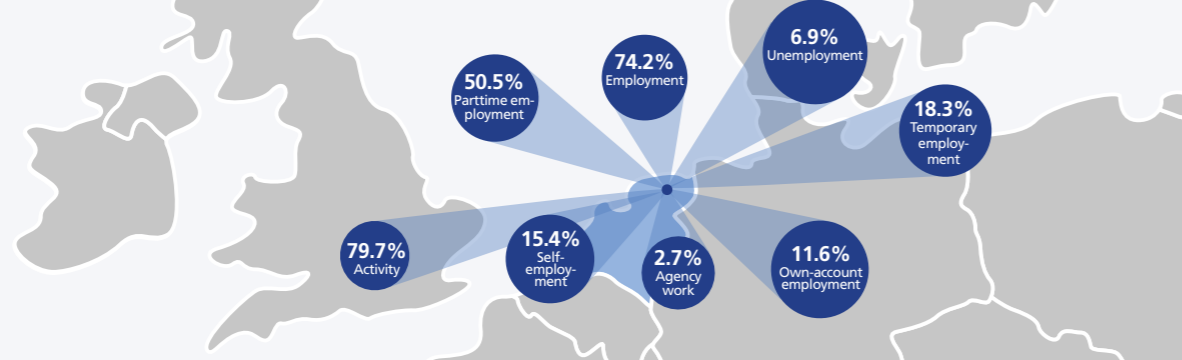 6.9%
Unemployment
74.2%
Employment
50.5%
Parttime em-
ployment
18.3%
Temporary
employ-
ment
79.7%
Activity
15.4%
Self-
employ-
ment
2.7%
Agency
work
11.6%
Own-account
employment